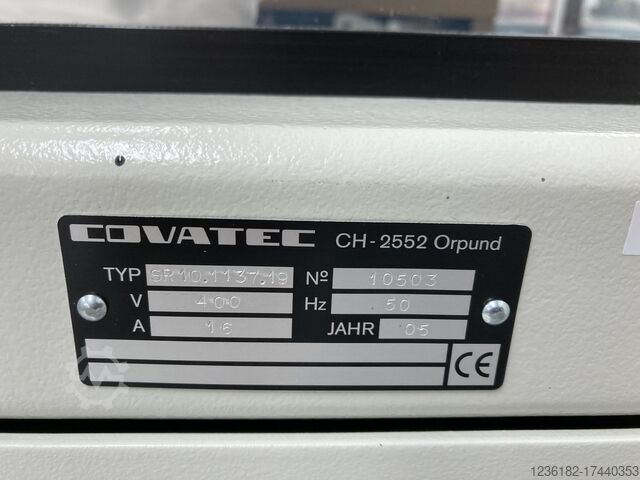 COVATEC CH-2552 Orpund
TYP SR10.1137.19 Nº 10503
V 400 Hz 50
A 16 JAHR 05
CE
1236182-17440353